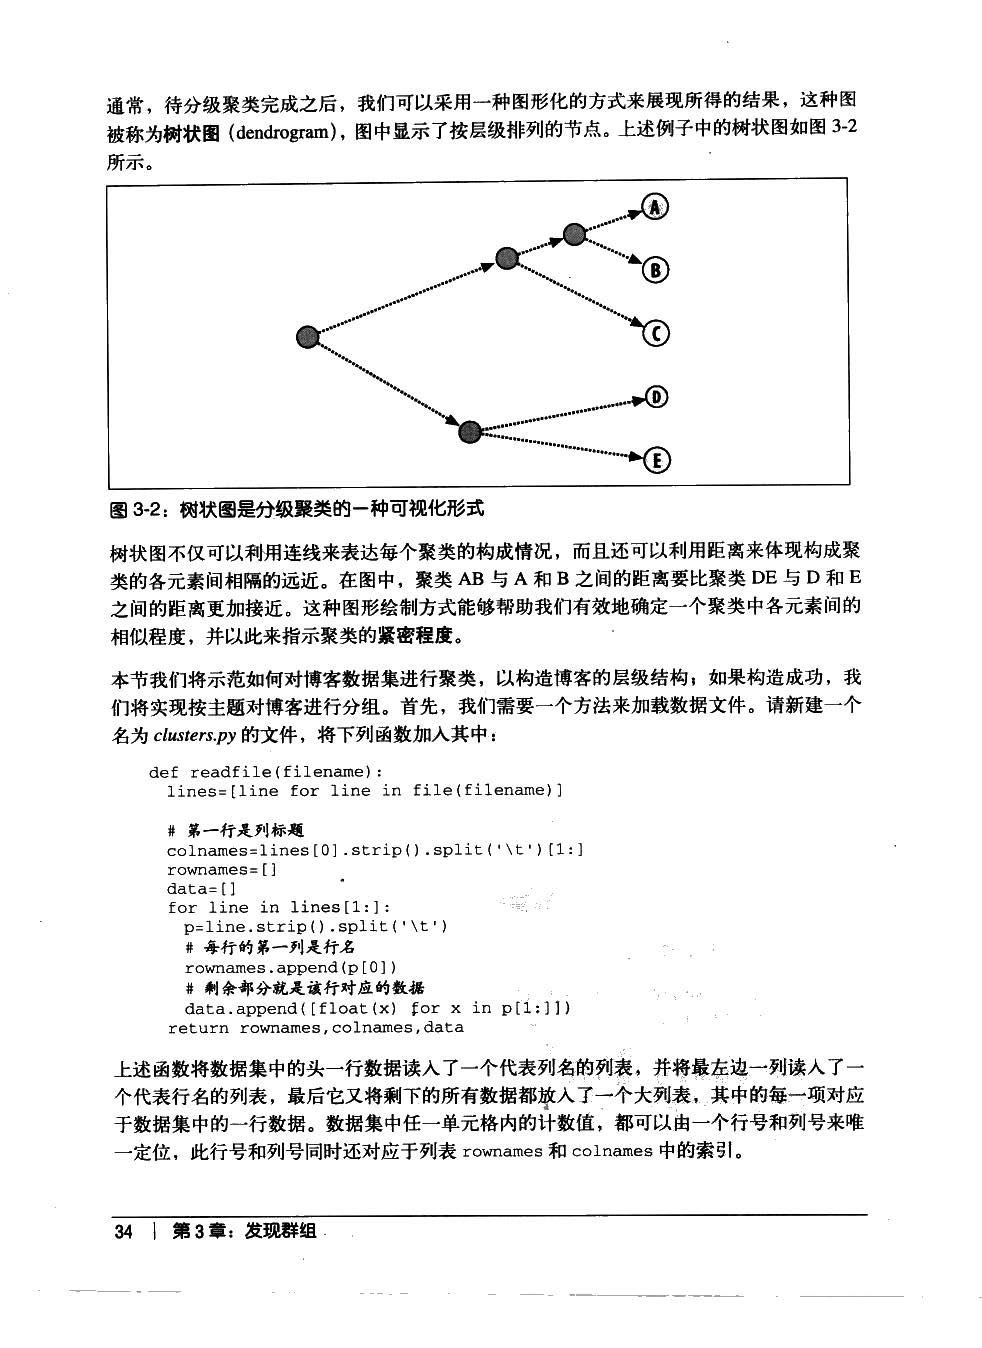 通常，待分级聚类完成之后，我们可以采用一种图形化的方式来展现所得的结果，这种图
被称为树状图 (dendrogram)，图中显示了按层级排列的节点。上述例子中的树状图如图 3-2
所示。
A
B
C
D
E
图 3-2：树状图是分级聚类的一种可视化形式
树状图不仅可以利用连线来表达每个聚类的构成情况，而且还可以利用距离来体现构成聚
类的各元素间相隔的远近。在图中，聚类 AB 与 A 和 B 之间的距离要比聚类 DE 与 D 和 E
之间的距离更加接近。这种图形绘制方式能够帮助我们有效地确定一个聚类中各元素间的
相似程度，并以此来指示聚类的紧密程度。
本节我们将示范如何对博客数据集进行聚类，以构造博客的层级结构；如果构造成功，我
们将实现按主题对博客进行分组。首先，我们需要一个方法来加载数据文件。请新建一个
名为 clusters.py 的文件，将下列函数加入其中：
def readfile(filename):
lines=[line for line in file(filename)]
# 第一行是列标题
colnames=lines[0].strip().split('\t')[1:]
rownames=[]
data=[]
for line in lines[1:]:
p=line.strip().split('\t')
# 每行的第一列是行名
rownames.append(p[0])
# 剩余部分就是该行对应的数据
data.append([float(x) for x in p[1:]])
return rownames,colnames,data
上述函数将数据集中的头一行数据读入了一个代表列名的列表，并将最左边一列读入了一
个代表行名的列表，最后它又将剩下的所有数据都放入了一个大列表，其中的每一项对应
于数据集中的一行数据。数据集中任一单元格内的计数值，都可以由一个行号和列号来唯
一定位，此行号和列号同时还对应于列表 rownames 和 colnames 中的索引。
34 | 第 3 章：发现群组